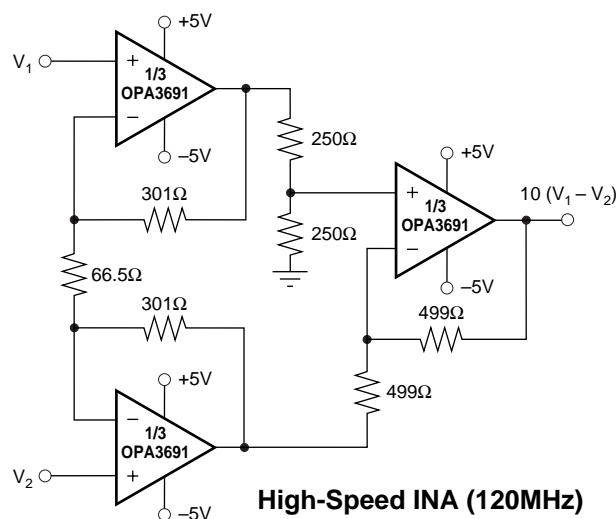 +5V
V1
+
1/3
OPA3691
−
−5V
250Ω
301Ω
+5V
10 (V1 – V2)
+
1/3
OPA3691
−
250Ω
66.5Ω
−5V
301Ω
499Ω
+5V
−
1/3
OPA3691
+
499Ω
V2
−5V
High-Speed INA (120MHz)